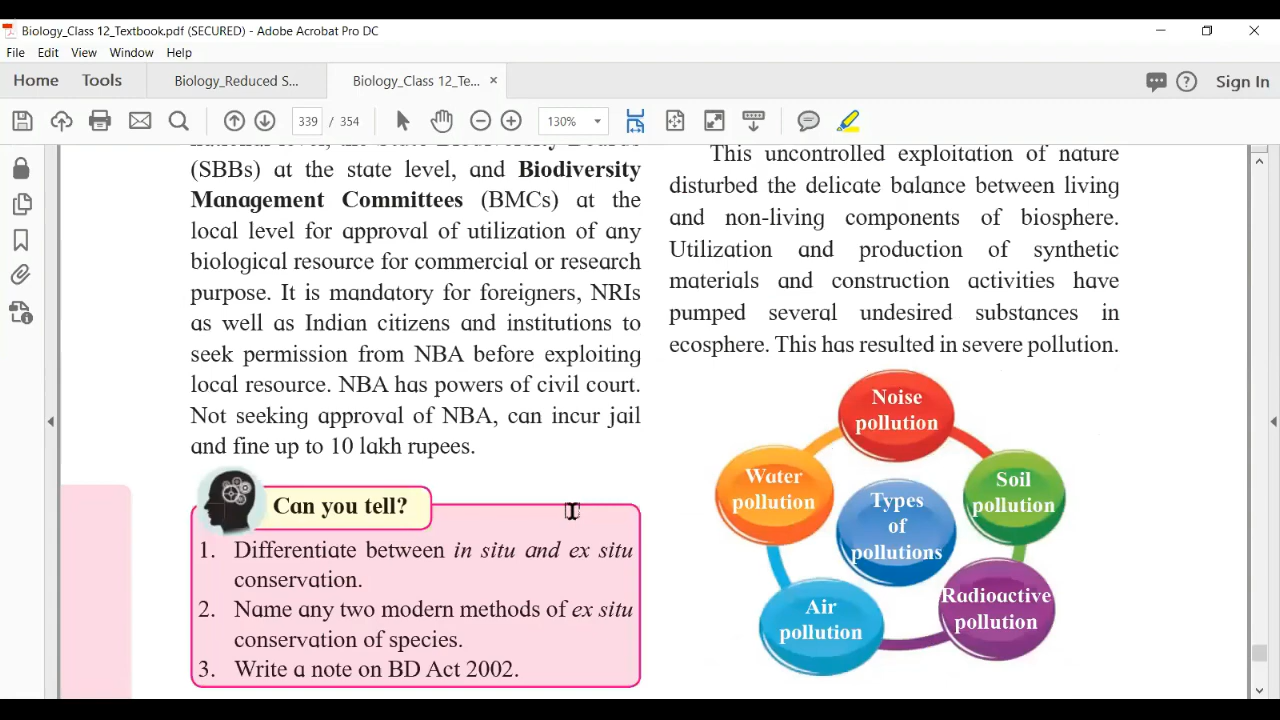 Biology_Class 12_Textbook.pdf (SECURED) - Adobe Acrobat Pro DC
File Edit View Window Help
Home Tools Biology_Reduced S... Biology_Class 12_Te... × Sign In
339 / 354 130%
national level, the State Biodiversity Boards
(SBBs) at the state level, and Biodiversity
Management Committees (BMCs) at the
local level for approval of utilization of any
biological resource for commercial or research
purpose. It is mandatory for foreigners, NRIs
as well as Indian citizens and institutions to
seek permission from NBA before exploiting
local resource. NBA has powers of civil court.
Not seeking approval of NBA, can incur jail
and fine up to 10 lakh rupees.
Can you tell?
1. Differentiate between in situ and ex situ
conservation.
2. Name any two modern methods of ex situ
conservation of species.
3. Write a note on BD Act 2002.
This uncontrolled exploitation of nature
disturbed the delicate balance between living
and non-living components of biosphere.
Utilization and production of synthetic
materials and construction activities have
pumped several undesired substances in
ecosphere. This has resulted in severe pollution.
Noise
pollution
Water
pollution
Soil
pollution
Types
of
pollutions
Air
pollution
Radioactive
pollution